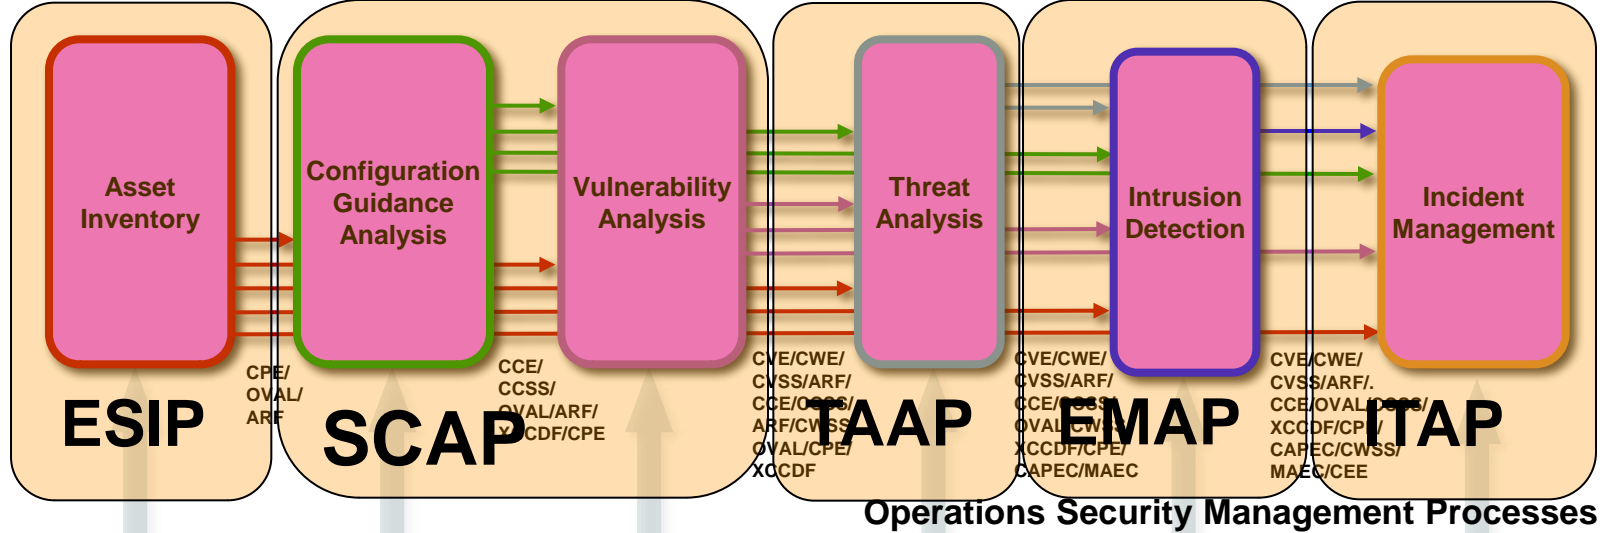 Asset
Inventory
Configuration
Guidance
Analysis
Vulnerability
Analysis
Threat
Analysis
Intrusion
Detection
Incident
Management
CPE/
OVAL/
ARF
CCE/
CCSS/
OVAL/ARF/
XCCDF/CPE
CVE/CWE/
CVSS/ARF/
CCE/CCSS/
ARF/CWSS/
OVAL/CPE/
XCCDF
CVE/CWE/
CVSS/ARF/
CCE/CCSS/
OVAL/CWSS/
XCCDF/CPE/
CAPEC/MAEC
CVE/CWE/
CVSS/ARF/.
CCE/OVAL/CCSS/
XCCDF/CPE/
CAPEC/CWSS/
MAEC/CEE
ESIP
SCAP
TAAP
EMAP
ITAP
Operations Security Management Processes